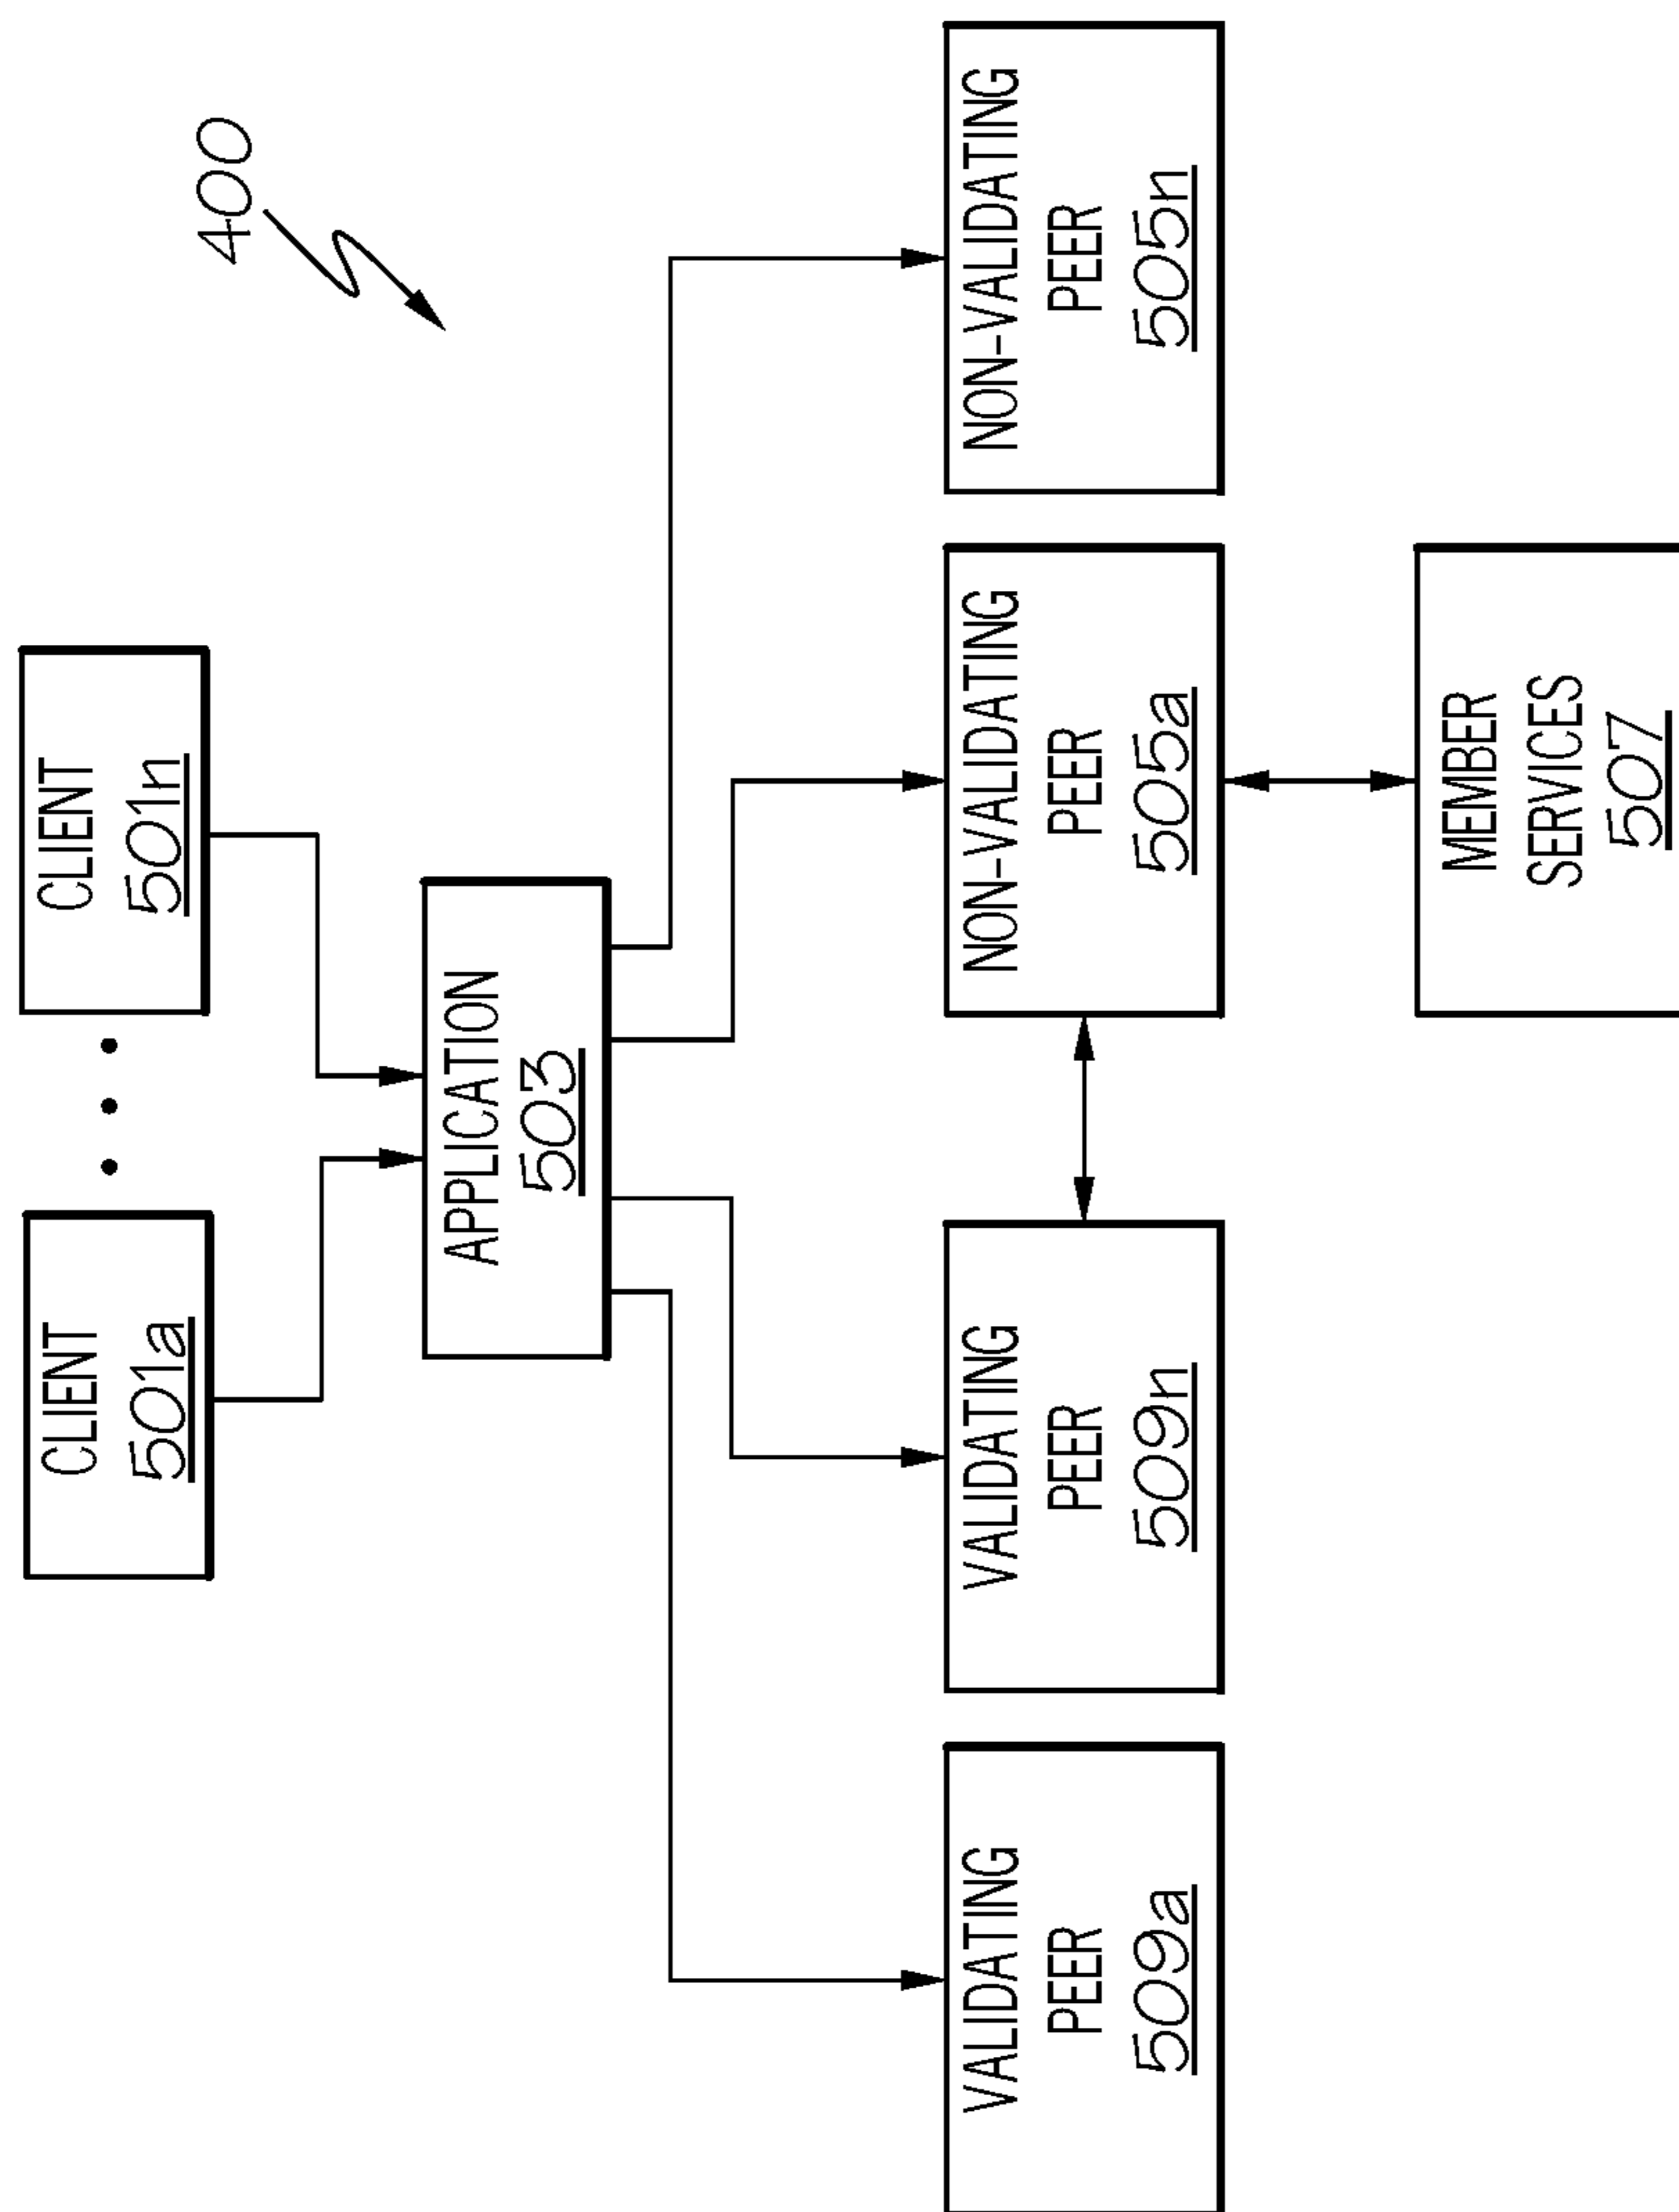 400
CLIENT
501a
CLIENT
501n
APPLICATION
503
VALIDATING
PEER
509a
VALIDATING
PEER
509n
NON-VALIDATING
PEER
505a
NON-VALIDATING
PEER
505n
MEMBER
SERVICES
507